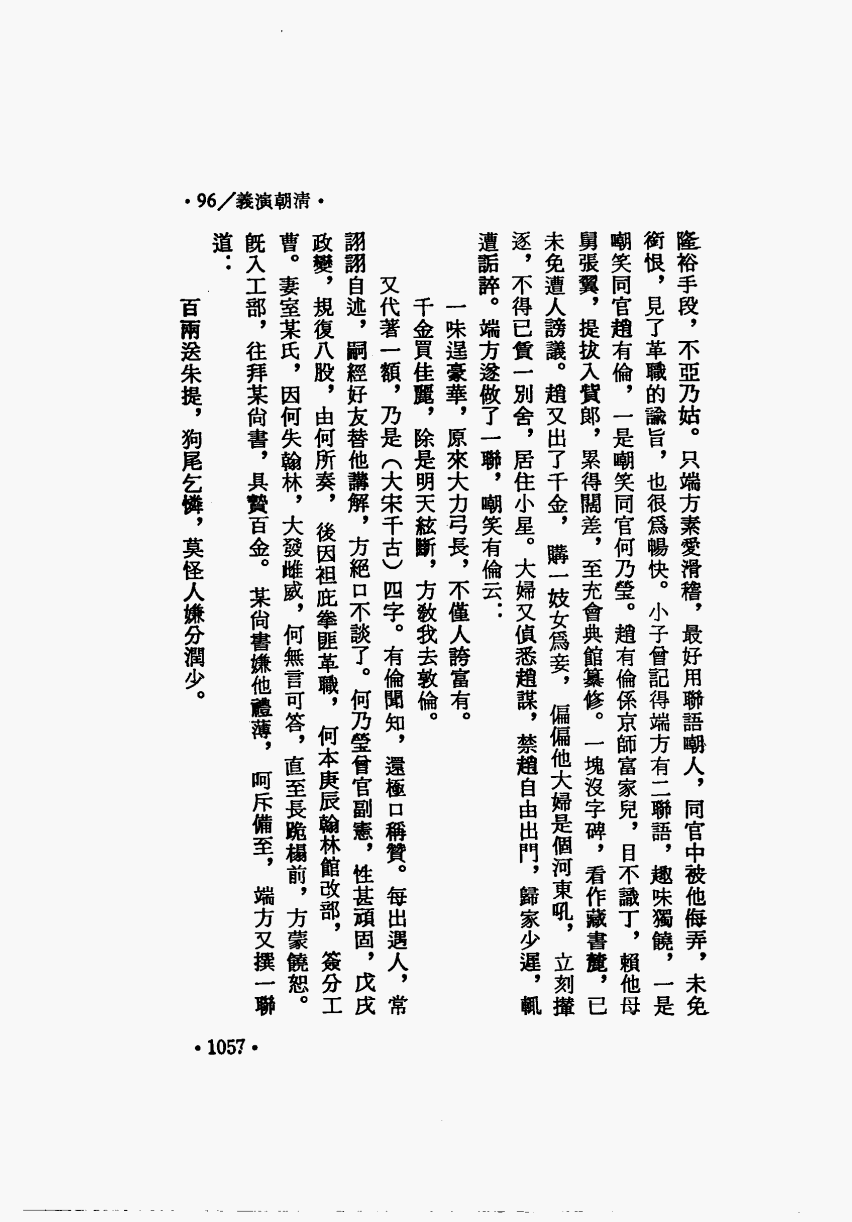 •96／義演朝清•
隆裕手段，不亞乃姑。只端方素愛滑稽，最好用聯語嘲人，同官中被他侮弄，未免
銜恨，見了革職的諭旨，也很爲暢快。小子曾記得端方有二聯語，趣味獨饒，一是
嘲笑同官趙有倫，一是嘲笑同官何乃瑩。趙有倫係京師富家兒，目不識丁，賴他母
舅張翼，提拔入貲郎，累得闊差，至充會典館纂修。一塊沒字碑，看作藏書麓，已
未免遭人謗議。趙又出了千金，購一妓女爲妾，偏偏他大婦是個河東吼，立刻攆
逐，不得已賃一別舍，居住小星。大婦又偵悉趙謀，禁趙自由出門，歸家少遲，輒
遭詬誶。端方遂做了一聯，嘲笑有倫云：
一味逞豪華，原來大力弓長，不僅人誇富有。
千金買佳麗，除是明天絃斷，方敎我去敦倫。
又代著一額，乃是（大宋千古）四字。有倫聞知，還極口稱贊。每出遇人，常
詡詡自述，嗣經好友替他講解，方絕口不談了。何乃瑩曾官副憲，性甚頑固，戊戌
政變，規復八股，由何所奏，後因袒庇拳匪革職，何本庚辰翰林館改部，簽分工
曹。妻室某氏，因何失翰林，大發雌威，何無言可答，直至長跪榻前，方蒙饒恕。
旣入工部，往拜某尙書，具贄百金。某尙書嫌他禮薄，呵斥備至，端方又撰一聯
道：
百兩送朱提，狗尾乞憐，莫怪人嫌分潤少。
•1057•